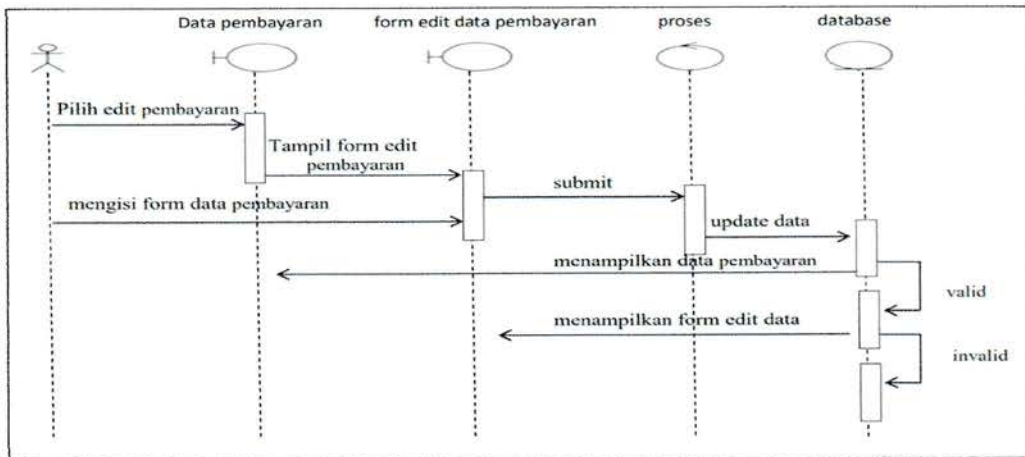 Data pembayaran
form edit data pembayaran
proses
database
Pilih edit pembayaran
Tampil form edit
pembayaran
submit
mengisi form data pembayaran
update data
menampilkan data pembayaran
valid
menampilkan form edit data
invalid